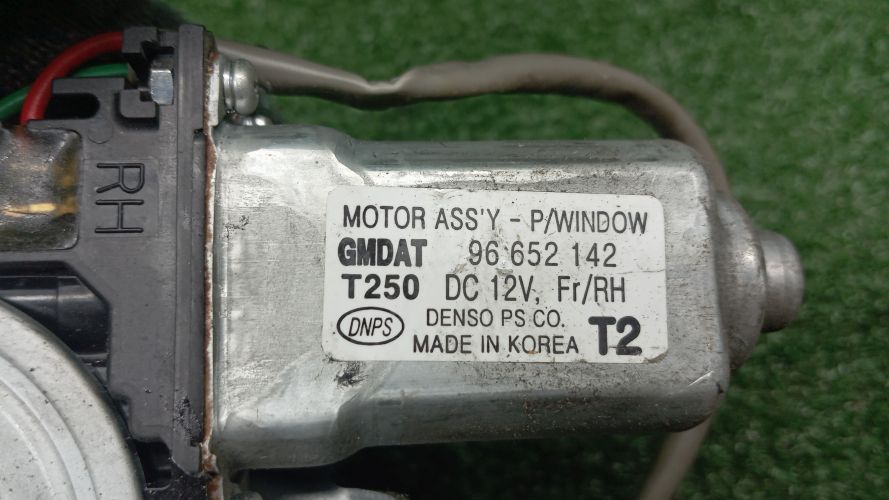 RH
MOTOR ASS'Y - P/WINDOW
GMDAT 96 652 142
T250 DC 12V, Fr/RH
DNPS DENSO PS CO. T2
MADE IN KOREA